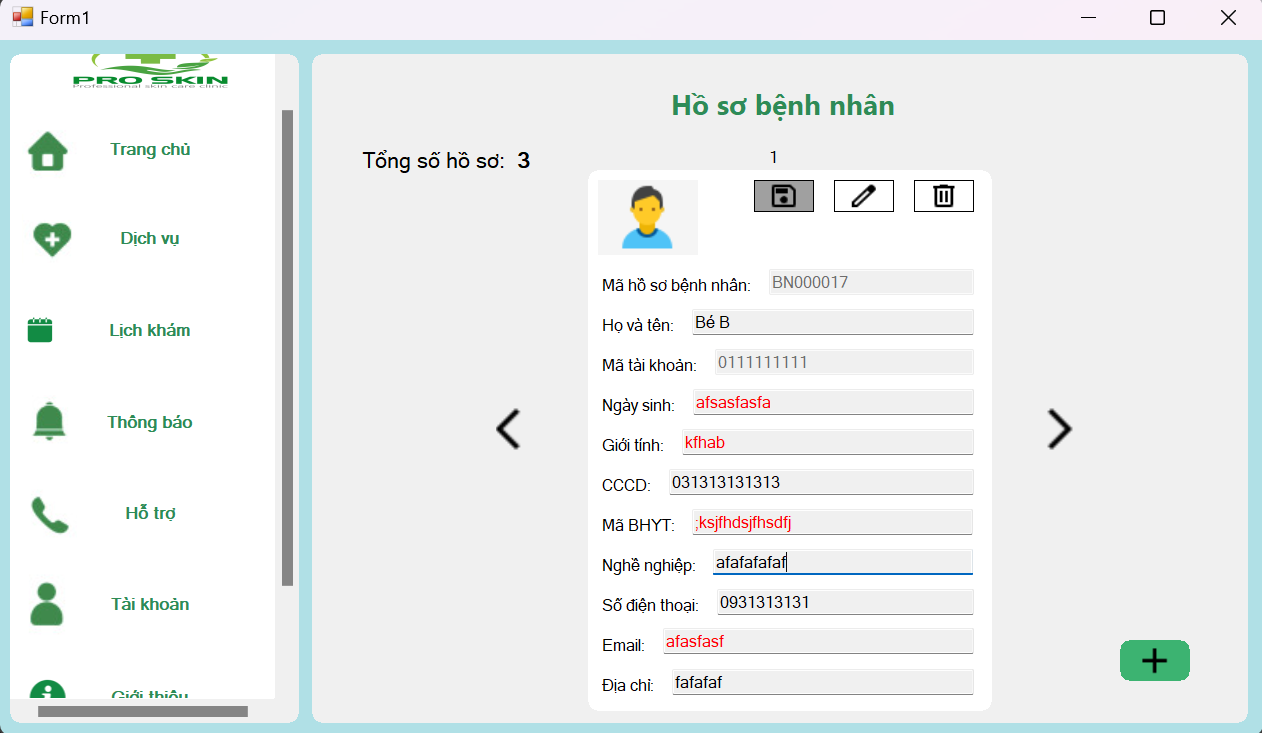 Form1
PRO SKIN
Professional skin care clinic
Trang chủ
Dịch vụ
Lịch khám
Thông báo
Hỗ trợ
Tài khoản
Giới thiệu
Hồ sơ bệnh nhân
Tổng số hồ sơ: 3
1
Mã hồ sơ bệnh nhân: BN000017
Họ và tên: Bé B
Mã tài khoản: 0111111111
Ngày sinh: afsasfasfa
Giới tính: kfhab
CCCD: 031313131313
Mã BHYT: ;ksjfhdsjfhsdfj
Nghề nghiệp: afafafafaf
Số điện thoại: 0931313131
Email: afasfasf
Địa chỉ: fafafaf